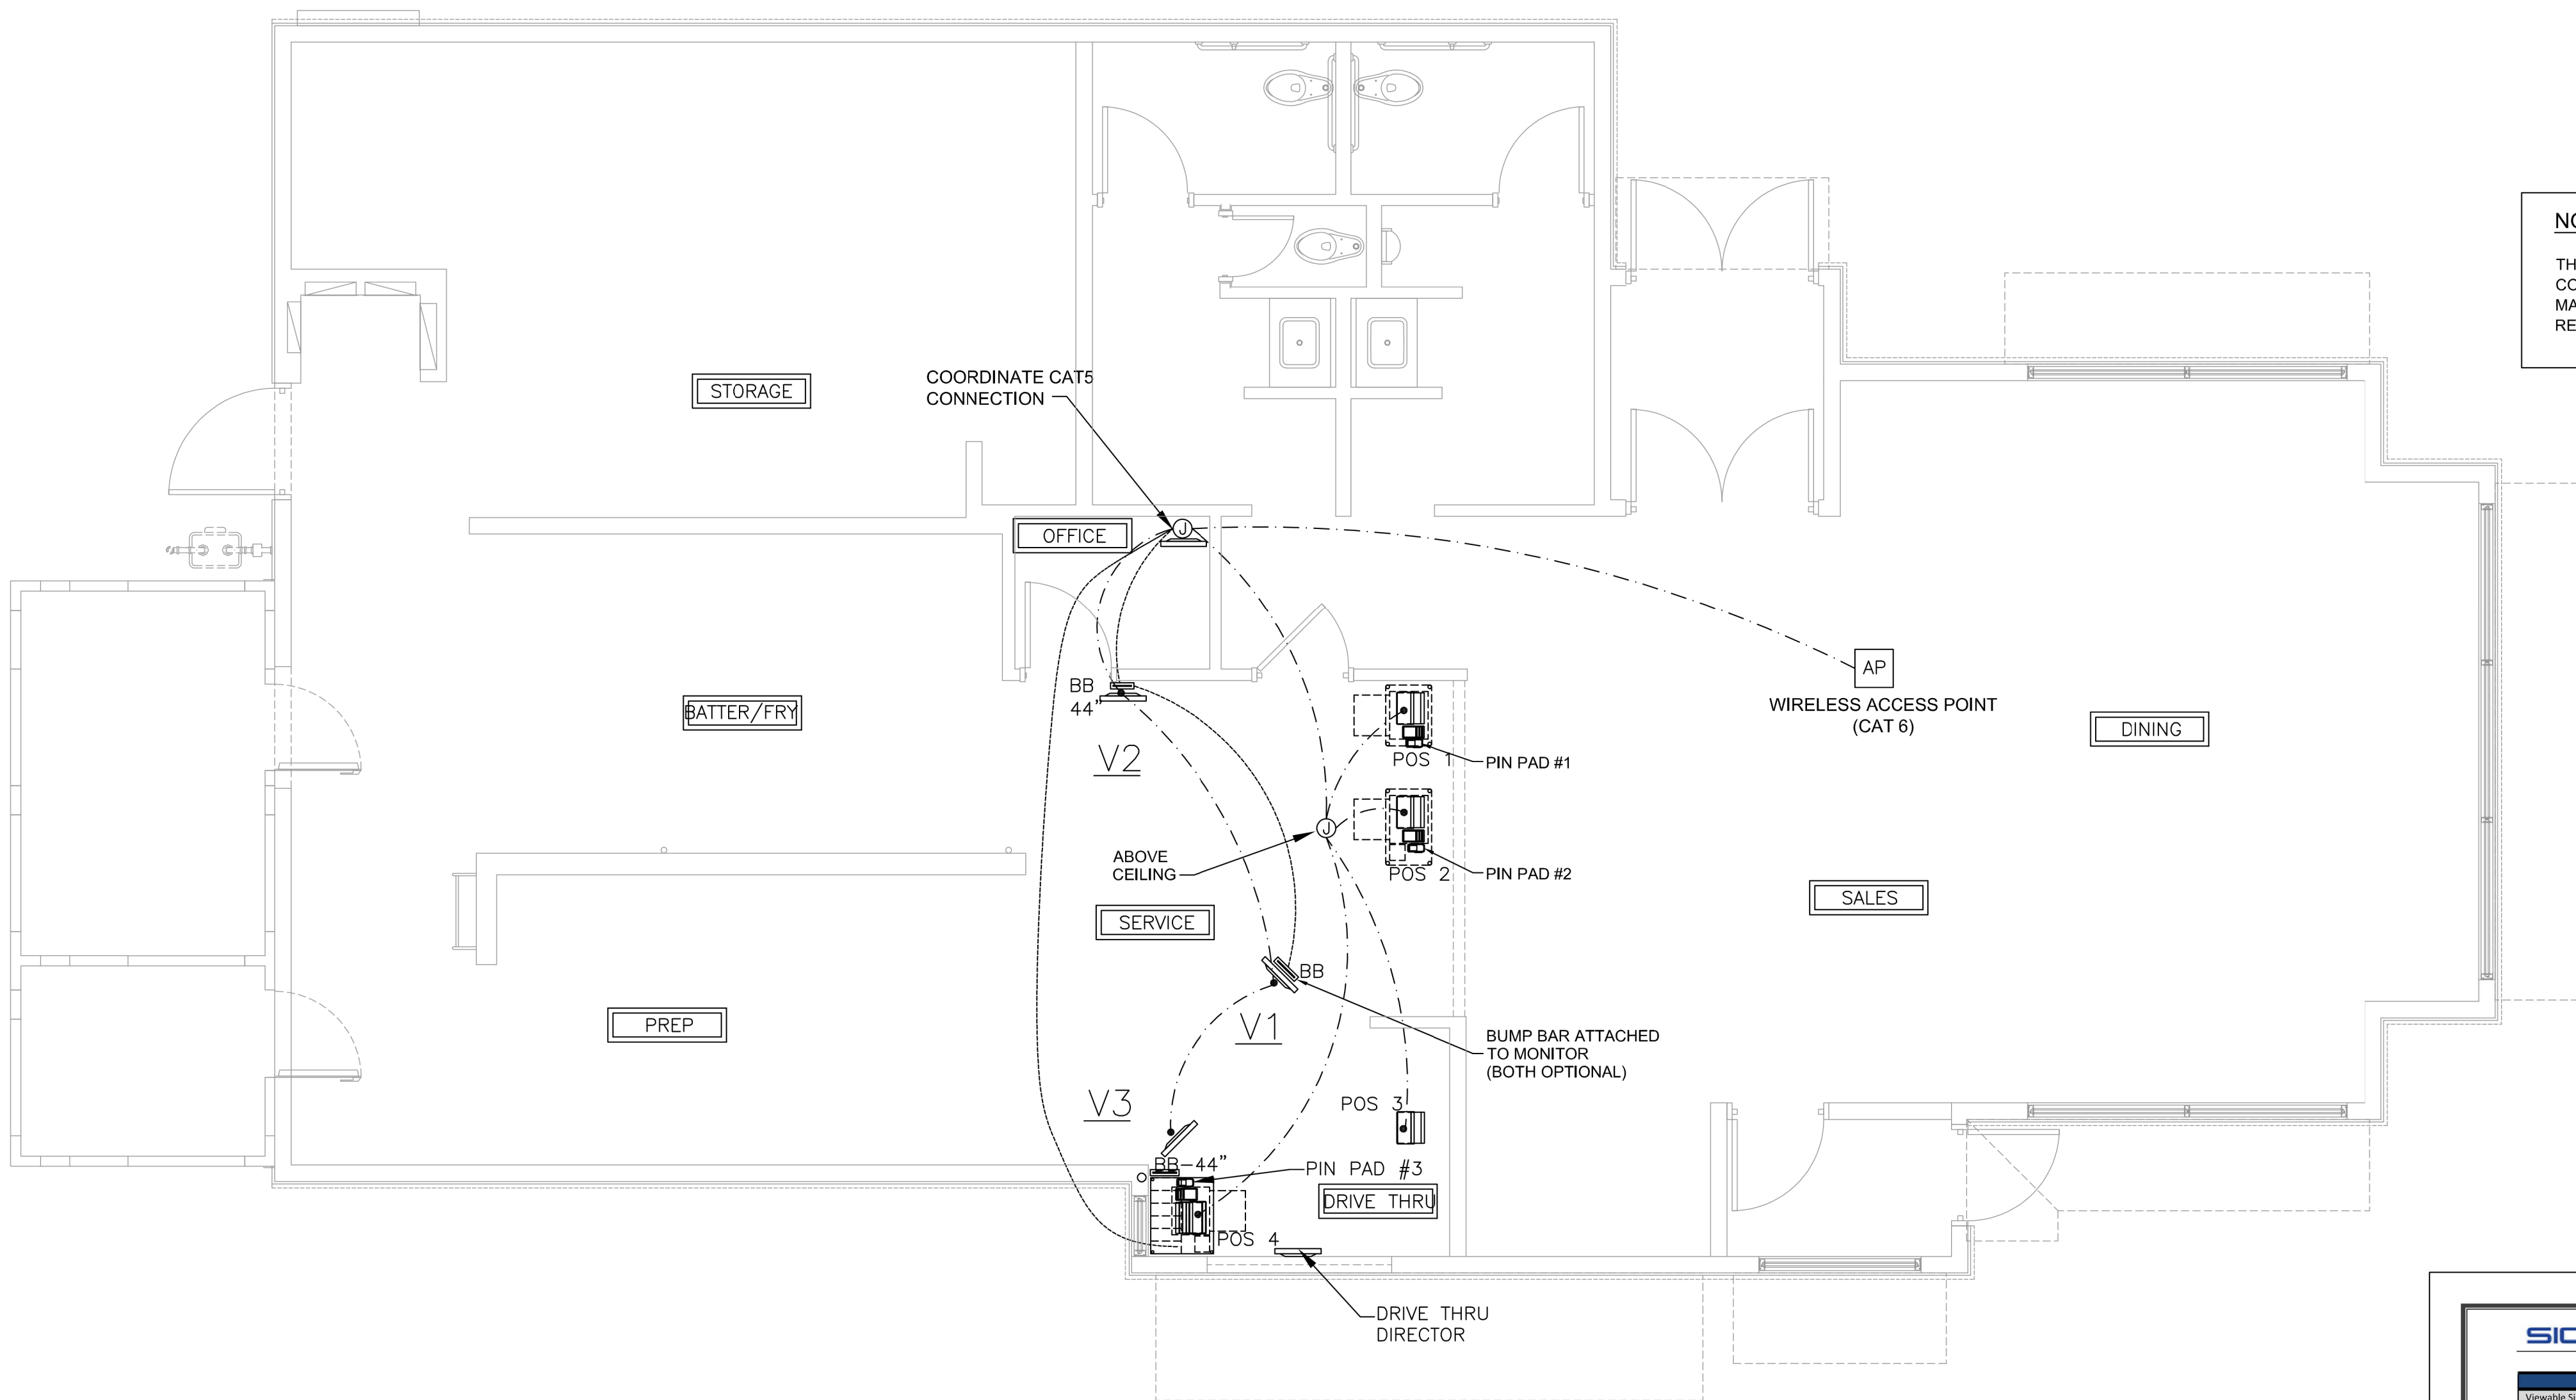 STORAGE
COORDINATE CAT5
CONNECTION
J
OFFICE
AP
WIRELESS ACCESS POINT
(CAT 6)
DINING
BB
44"
BATTER/FRY
V2
POS 1
PIN PAD #1
J
ABOVE
CEILING
POS 2
PIN PAD #2
SALES
SERVICE
BB
PREP
V1
BUMP BAR ATTACHED
TO MONITOR
(BOTH OPTIONAL)
V3
POS 3
BB-44"
PIN PAD #3
DRIVE THRU
POS 4
DRIVE THRU
DIRECTOR
Viewable